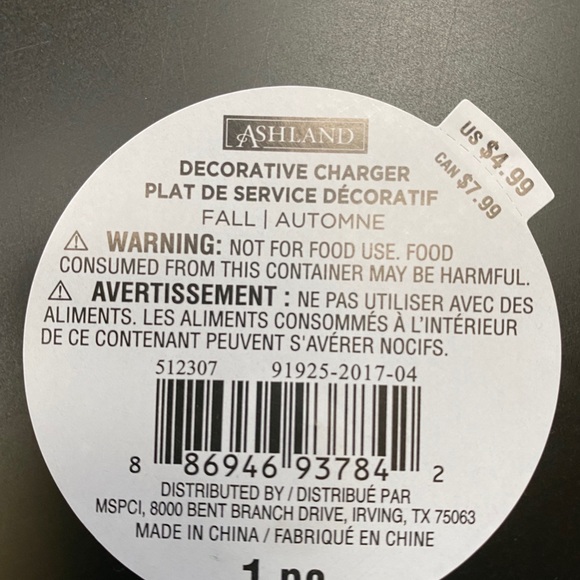 ASHLAND
DECORATIVE CHARGER
PLAT DE SERVICE DÉCORATIF
FALL | AUTOMNE
US $4.99
CAN $7.99
⚠ WARNING: NOT FOR FOOD USE. FOOD
CONSUMED FROM THIS CONTAINER MAY BE HARMFUL.
⚠ AVERTISSEMENT : NE PAS UTILISER AVEC DES
ALIMENTS. LES ALIMENTS CONSOMMÉS À L'INTÉRIEUR
DE CE CONTENANT PEUVENT S'AVÉRER NOCIFS.
512307 91925-2017-04
8 86946 93784 2
DISTRIBUTED BY / DISTRIBUÉ PAR
MSPCI, 8000 BENT BRANCH DRIVE, IRVING, TX 75063
MADE IN CHINA / FABRIQUÉ EN CHINE
1